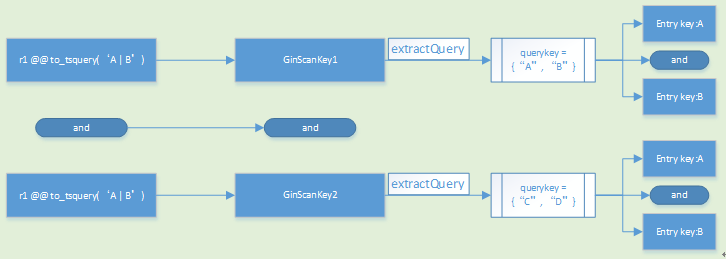 r1 @@ to_tsquery(‘A | B’)
GinScanKey1
extractQuery
querykey =
{“A”, “B”}
Entry key:A
and
Entry key:B
and
and
r1 @@ to_tsquery(‘A | B’)
GinScanKey2
extractQuery
querykey =
{“C”, “D”}
Entry key:A
and
Entry key:B